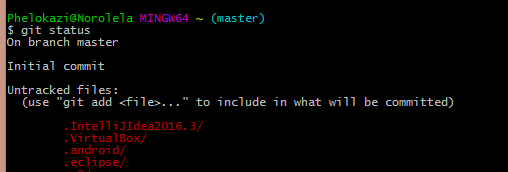 Phelokazi@Norolela MINGW64 ~ (master)
$ git status
On branch master
Initial commit
Untracked files:
(use "git add <file>..." to include in what will be committed)
.IntelliJIdea2016.3/
.VirtualBox/
.android/
.eclipse/